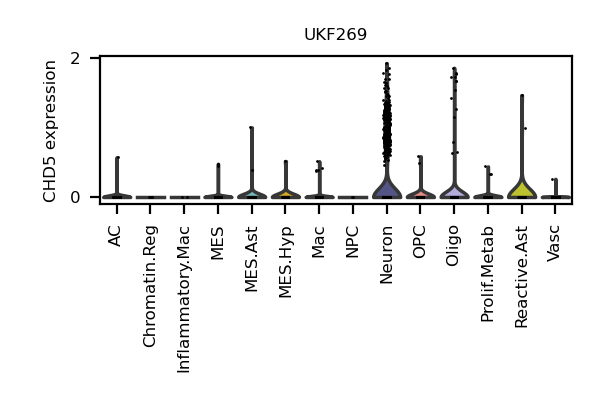 UKF269
CHD5 expression
2
0
AC
Chromatin.Reg
Inflammatory.Mac
MES
MES.Ast
MES.Hyp
Mac
NPC
Neuron
OPC
Oligo
Prolif.Metab
Reactive.Ast
Vasc